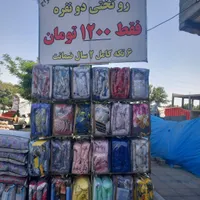 رو تختی دو نفره
فقط ۱۲۰۰ تومان
۶ تکه کامل ۲ سال ضمانت